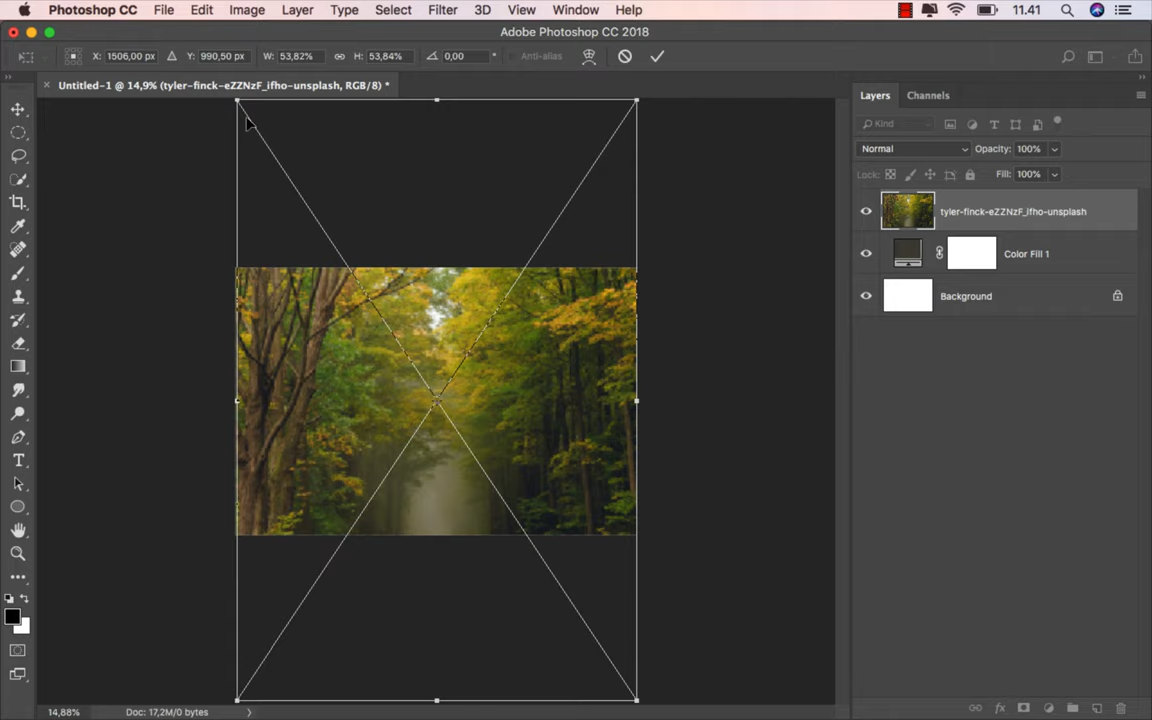 Photoshop CC File Edit Image Layer Type Select Filter 3D View Window Help 11.41
Adobe Photoshop CC 2018
X: 1506,00 px Y: 990,50 px W: 53,82% H: 53,84% 0,00 ° Anti-alias
Untitled-1 @ 14,9% (tyler-finck-eZZNzF_ifho-unsplash, RGB/8) *
Layers Channels
Kind
Normal Opacity: 100%
Lock: Fill: 100%
tyler-finck-eZZNzF_ifho-unsplash
Color Fill 1
Background
T
14,88% Doc: 17,2M/0 bytes
fx